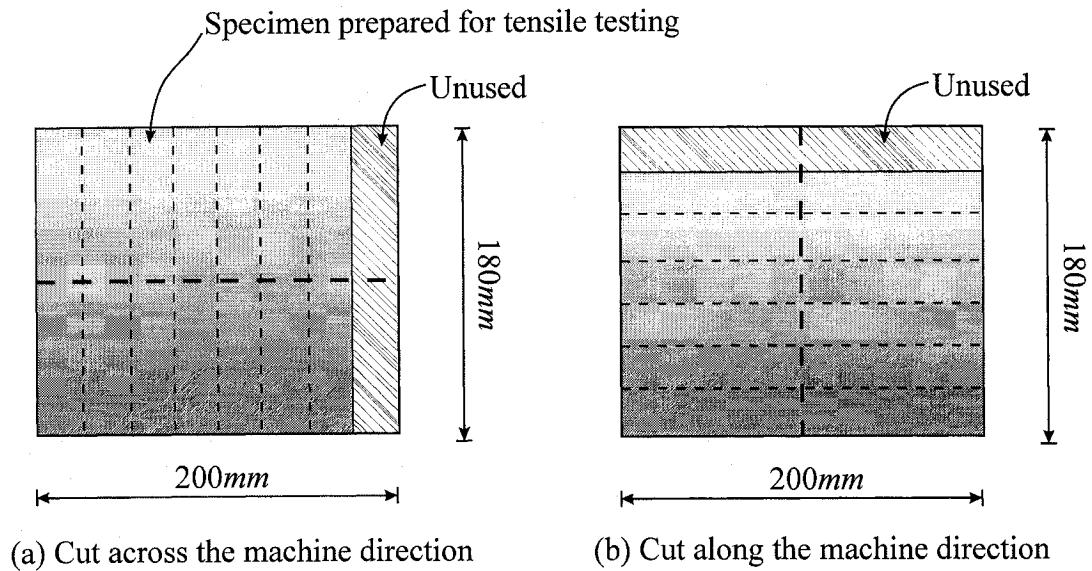 Specimen prepared for tensile testing
Unused
Unused
180mm
180mm
200mm
200mm
(a) Cut across the machine direction
(b) Cut along the machine direction